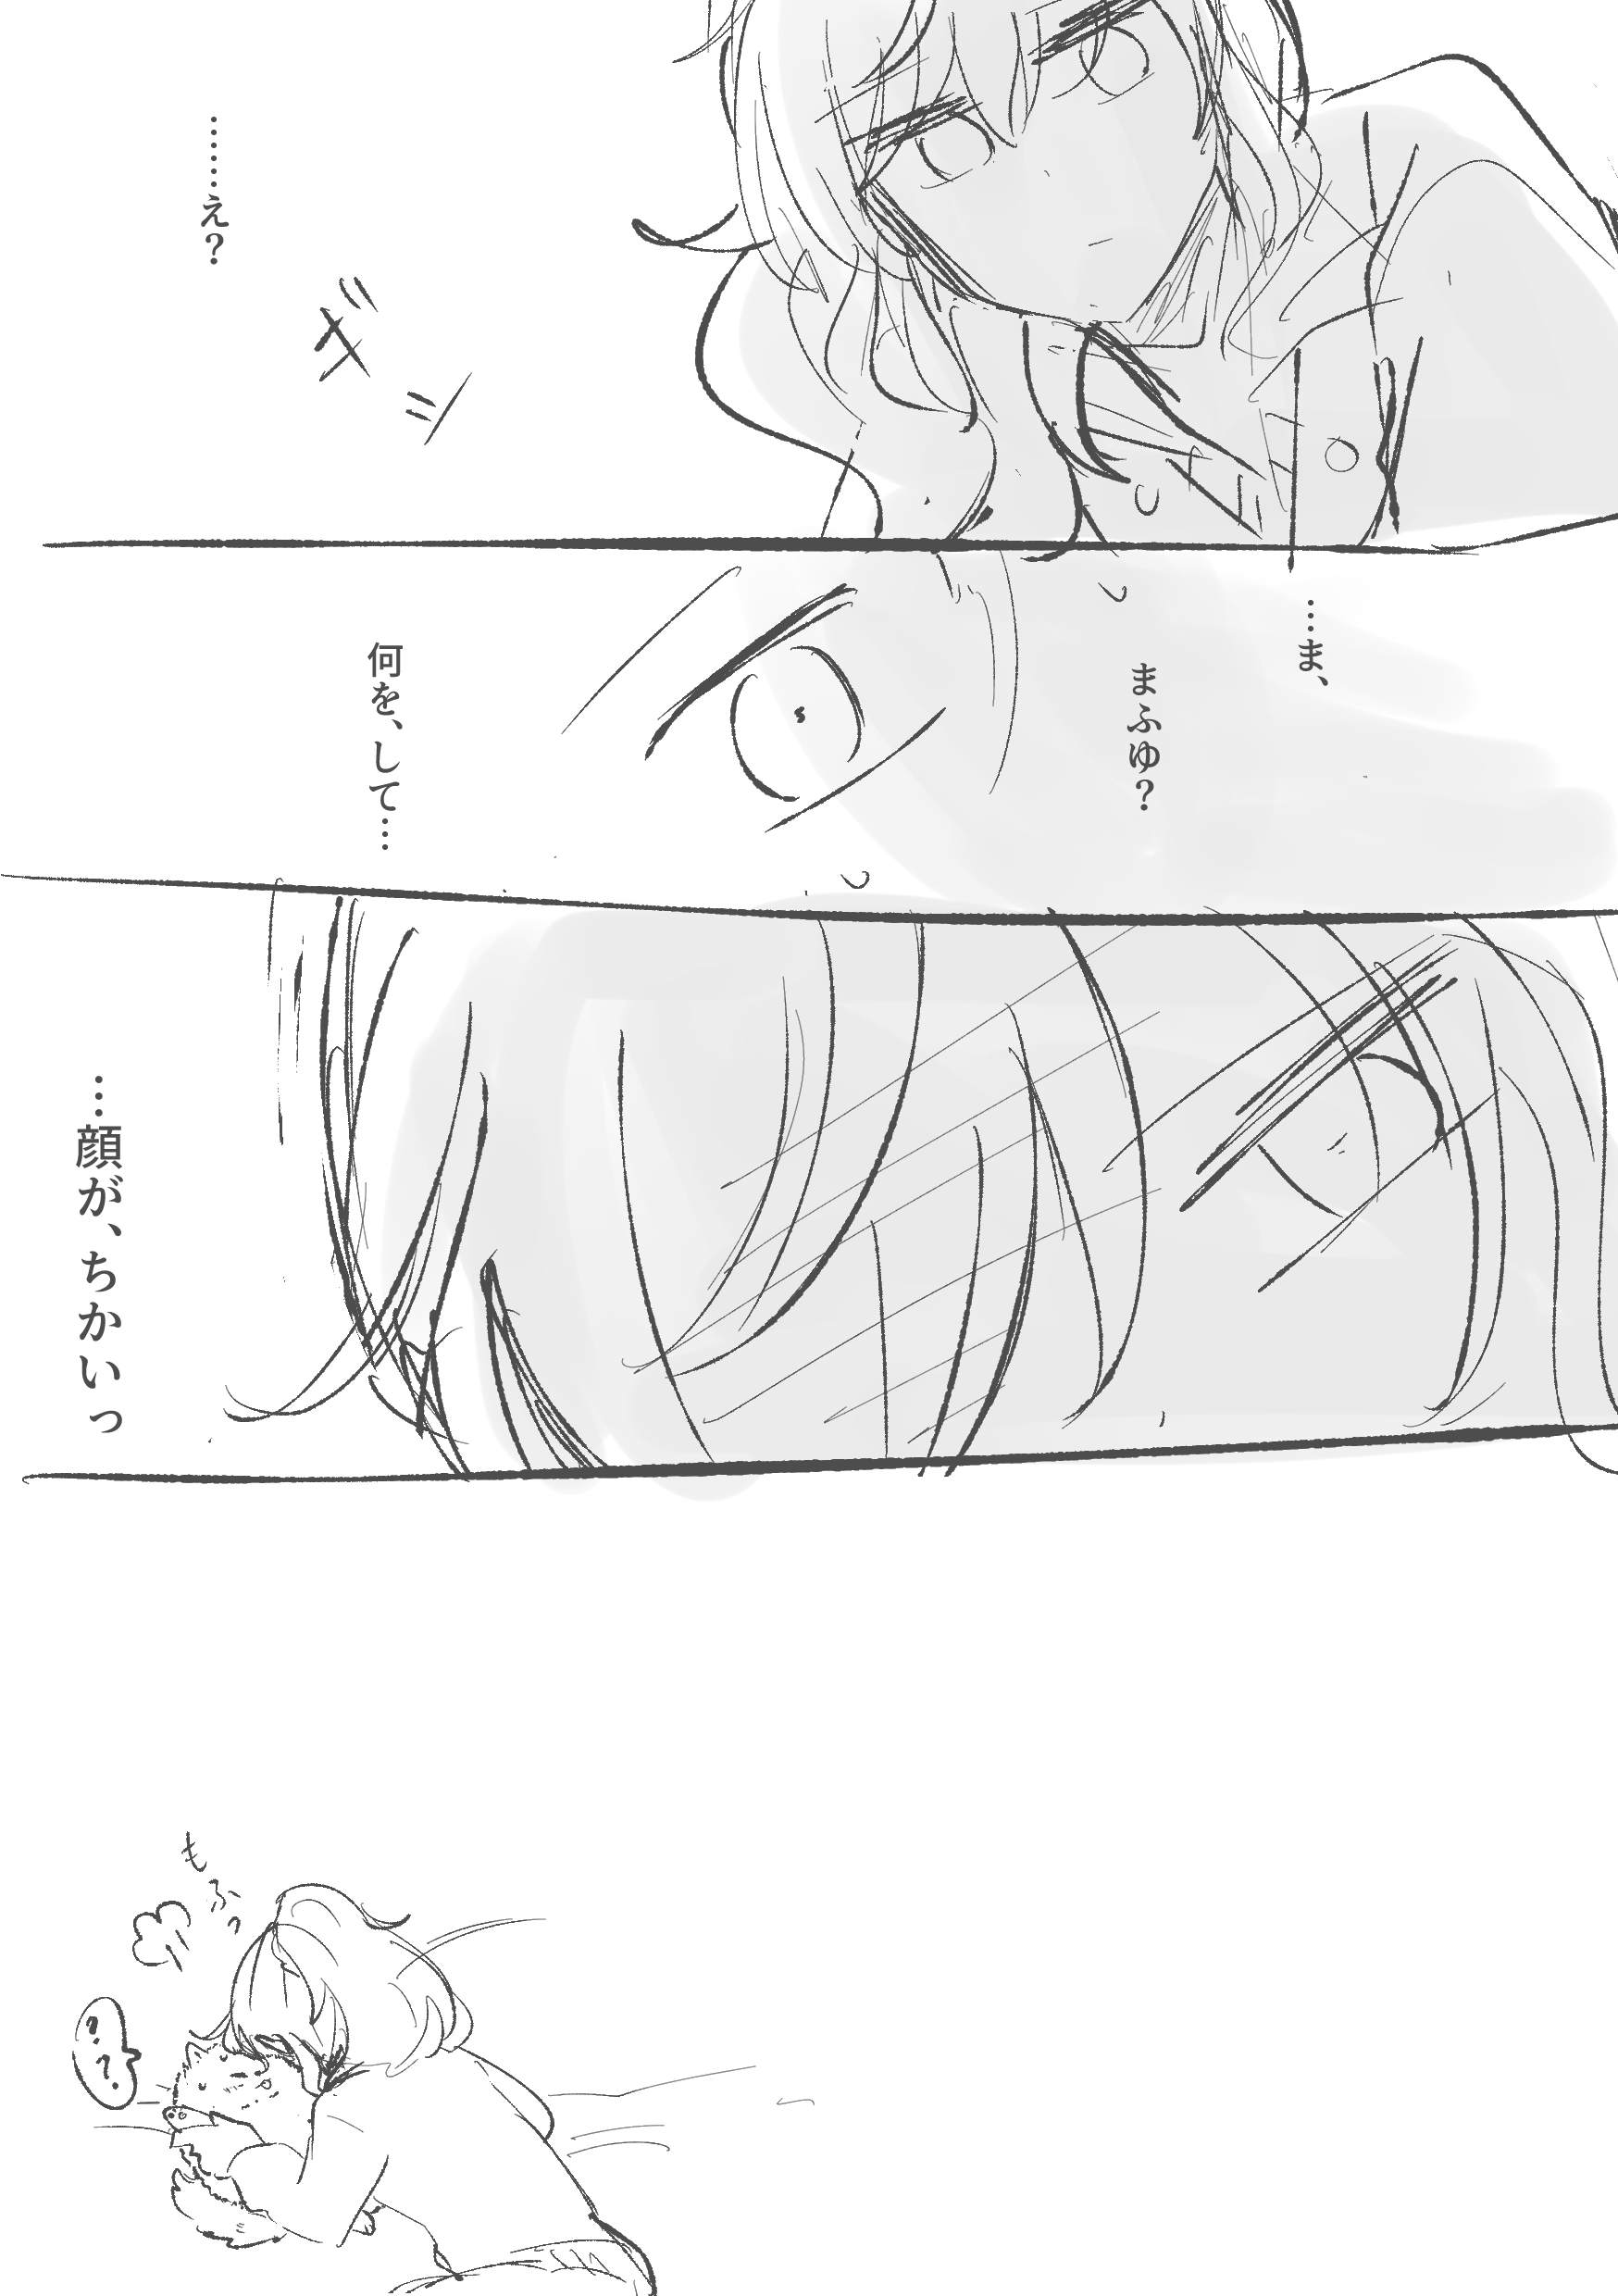 ……え?
ギシ
…ま、
まふゆ?
何を、して…
…顔が、ちかいっ
もふっ
?
?